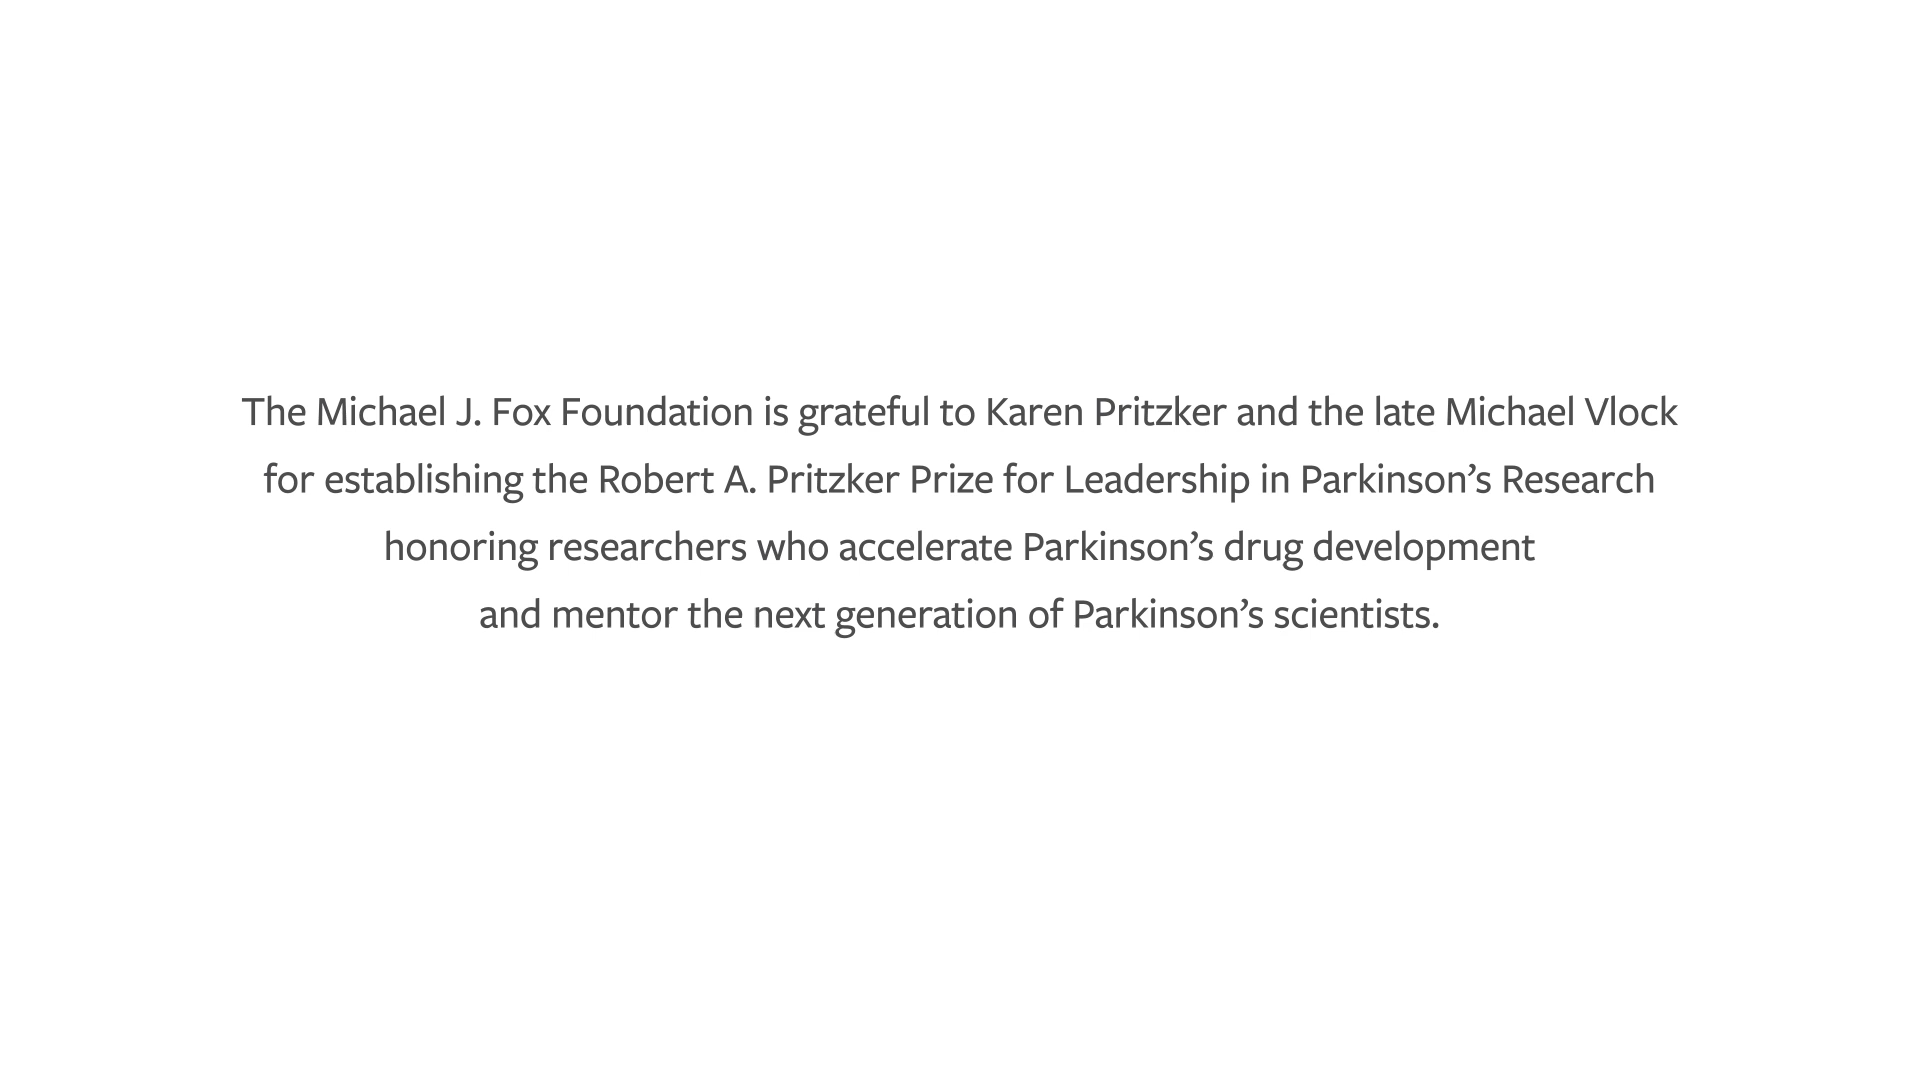 The Michael J. Fox Foundation is grateful to Karen Pritzker and the late Michael Vlock
for establishing the Robert A. Pritzker Prize for Leadership in Parkinson’s Research
honoring researchers who accelerate Parkinson’s drug development
and mentor the next generation of Parkinson’s scientists.